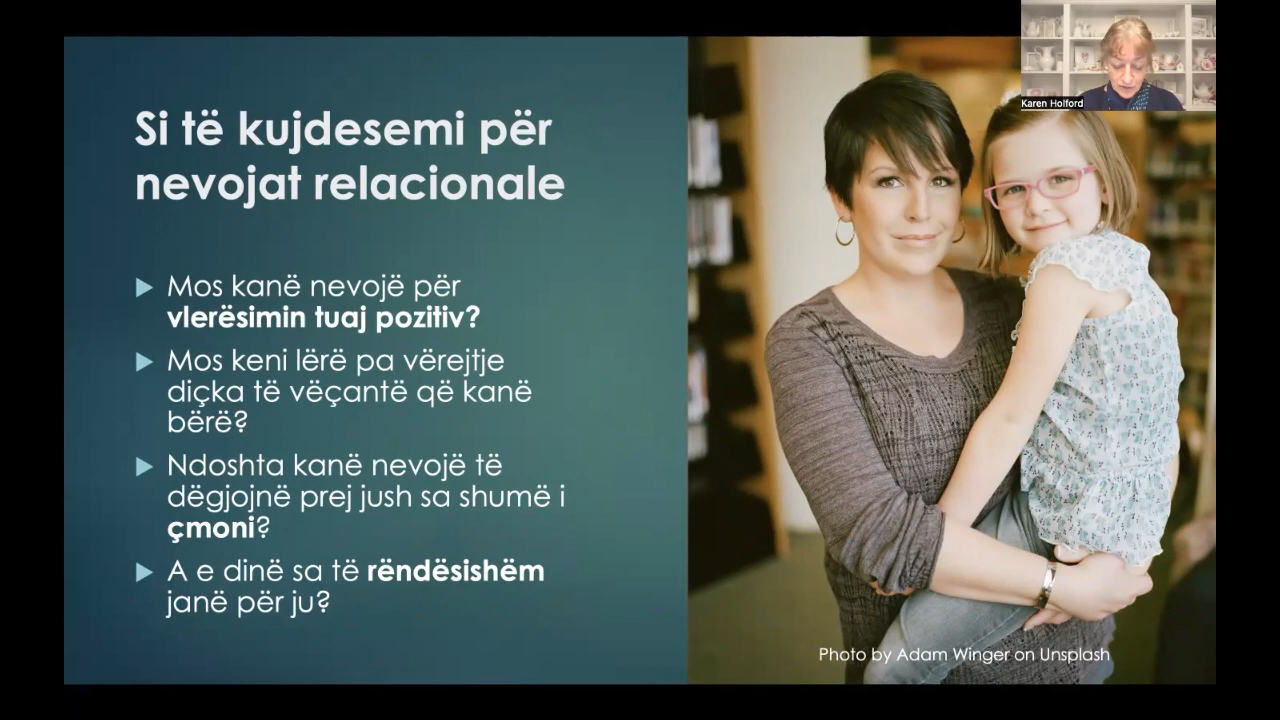 Karen Holford
Si të kujdesemi për
nevojat relacionale
Mos kanë nevojë për
vlerësimin tuaj pozitiv?
Mos keni lërë pa vërejtje
diçka të vëçantë që kanë
bërë?
Ndoshta kanë nevojë të
dëgjojnë prej jush sa shumë i
çmoni?
A e dinë sa të rëndësishëm
janë për ju?
Photo by Adam Winger on Unsplash